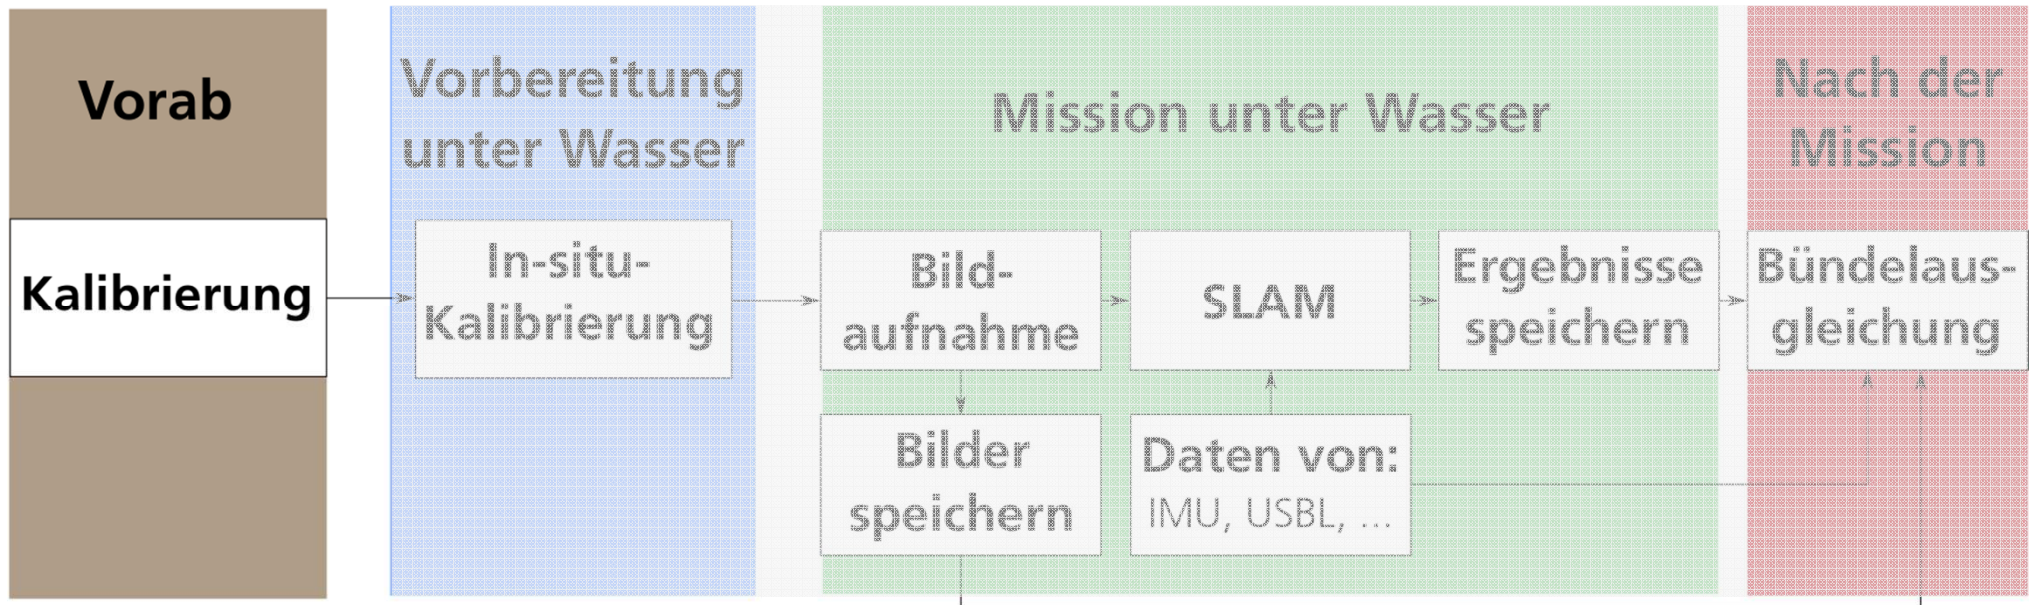 Vorab
Kalibrierung
Vorbereitung
unter Wasser
In-situ-
Kalibrierung
Mission unter Wasser
Bild-
aufnahme
SLAM
Ergebnisse
speichern
Bilder
speichern
Daten von:
IMU, USBL, ...
Nach der
Mission
Bündelaus-
gleichung